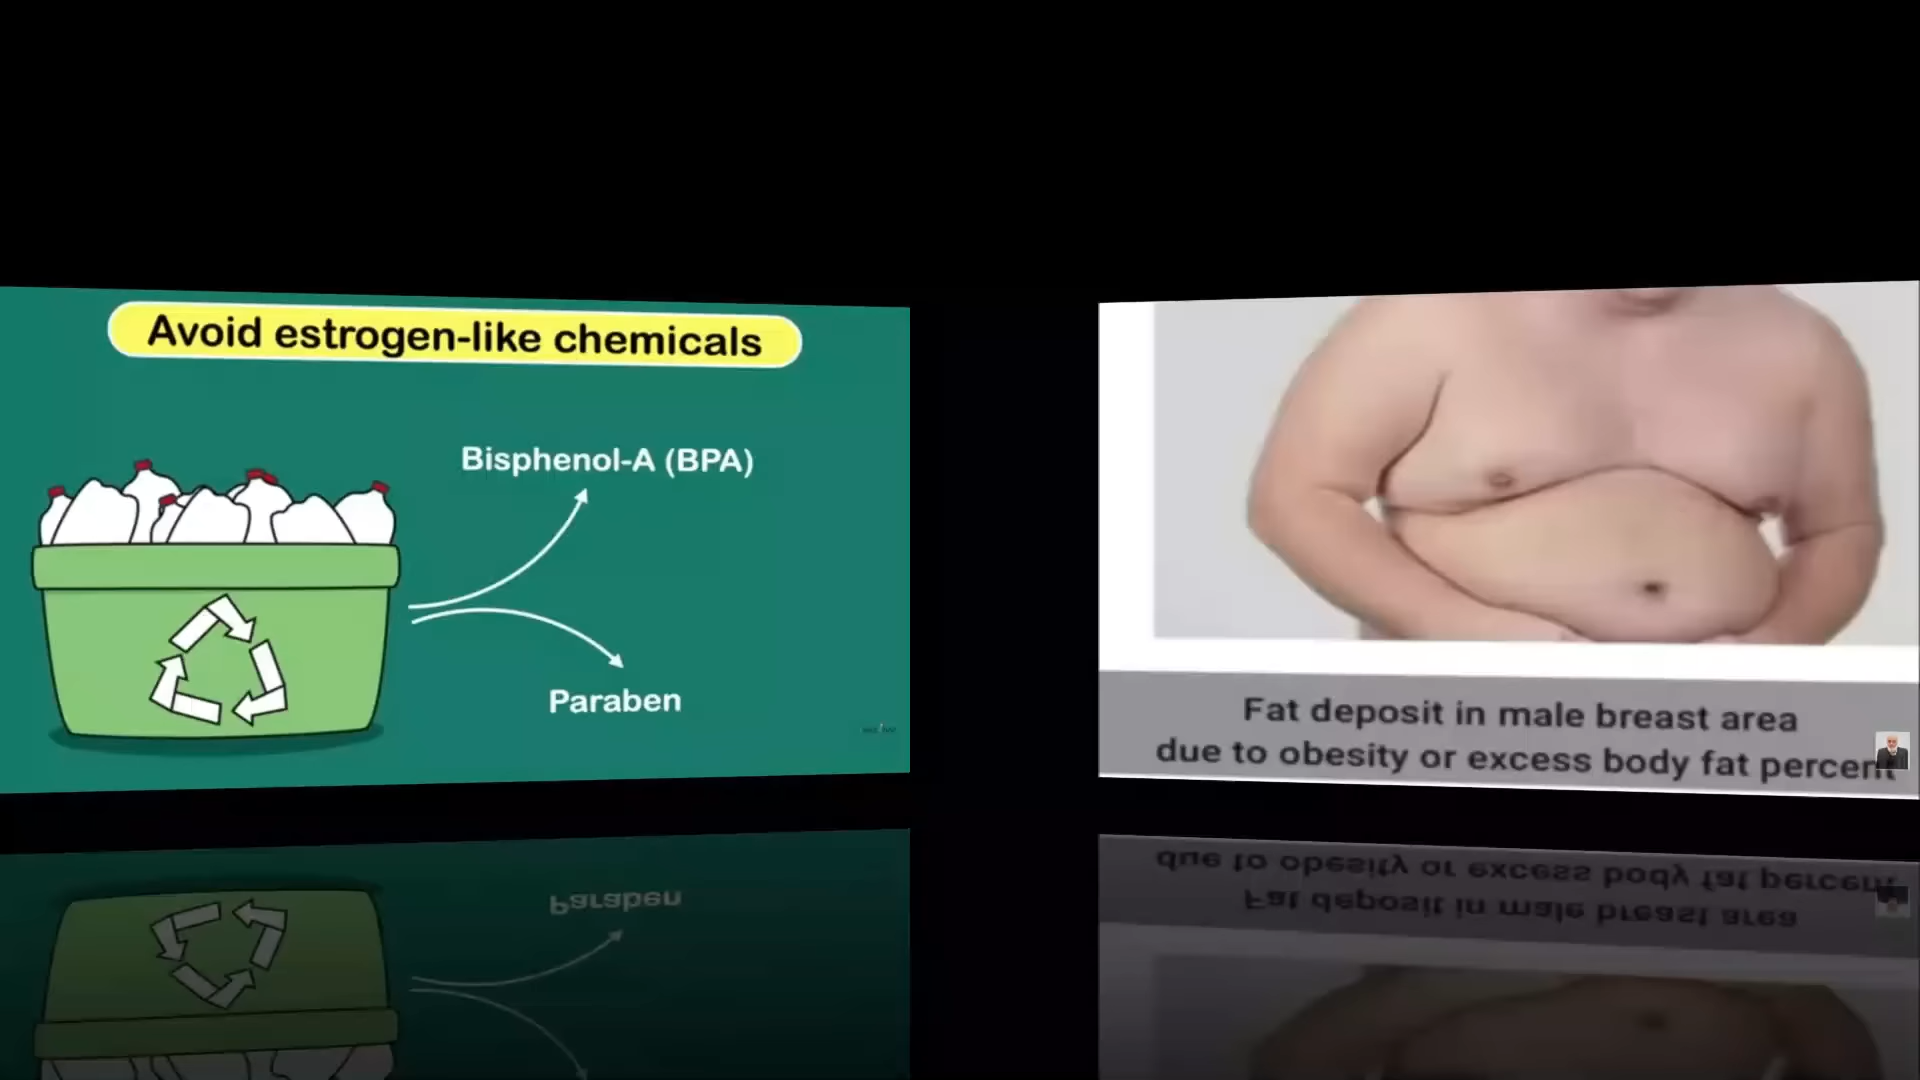 Avoid estrogen-like chemicals
Bisphenol-A (BPA)
Paraben
Fat deposit in male breast area
due to obesity or excess body fat percent